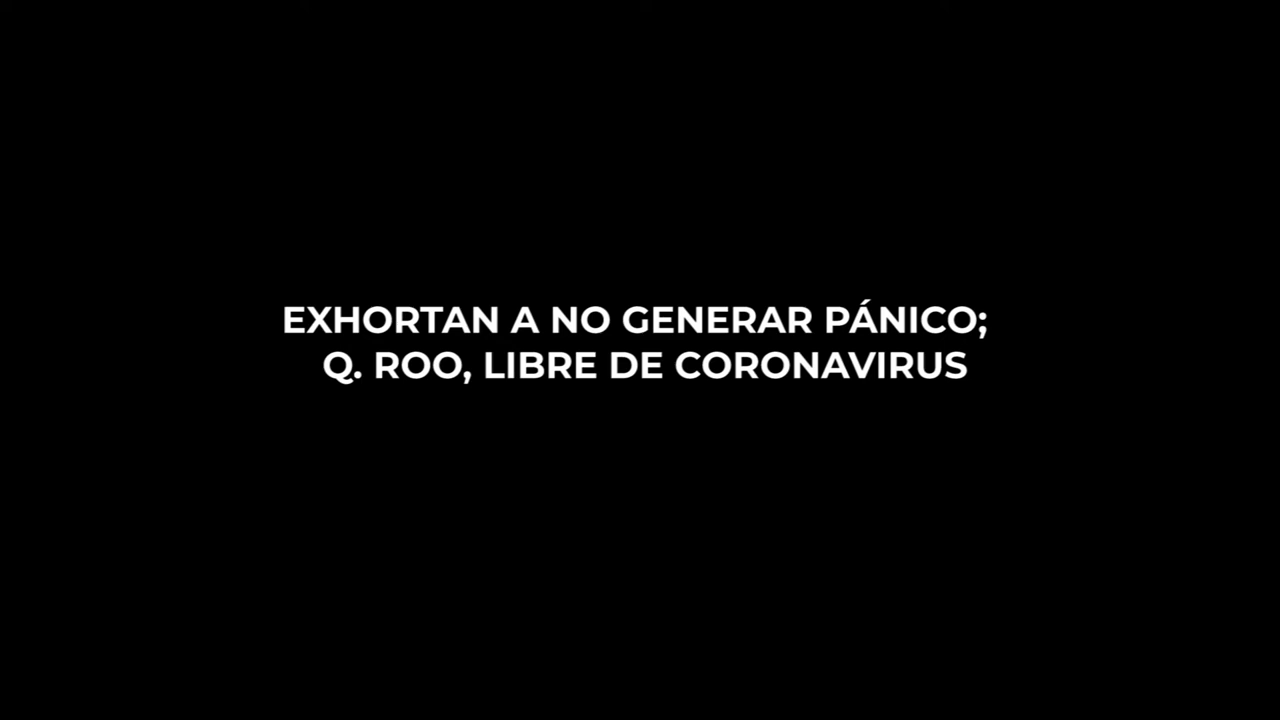 EXHORTAN A NO GENERAR PÁNICO;
Q. ROO, LIBRE DE CORONAVIRUS